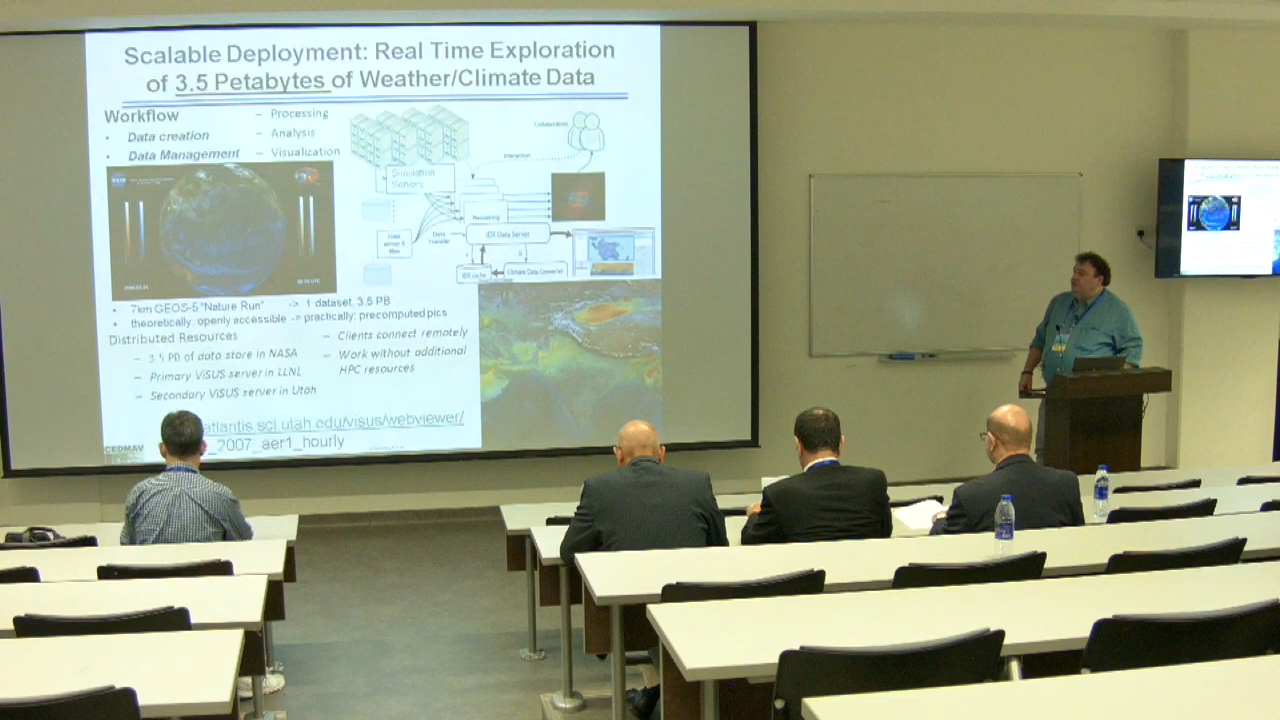 Scalable Deployment: Real Time Exploration
of 3.5 Petabytes of Weather/Climate Data
Workflow
• Data creation
• Data Management
– Processing
– Analysis
– Visualization
Collaboration
Interaction
Simulation
Servers
Rendering
Data
Transfer
IDX Data Server
IDX Cache
Climate Data Converter
• 7km GEOS-5 "Nature Run" -> 1 dataset, 3.5 PB
• theoretically: openly accessible -> practically: precomputed pics
Distributed Resources
– 3.5 PB of data store in NASA
– Primary ViSUS server in LLNL
– Secondary ViSUS server in Utah
– Clients connect remotely
– Work without additional
HPC resources
atlantis.sci.utah.edu/visus/webviewer/
_2007_aer1_hourly
CEDMAV